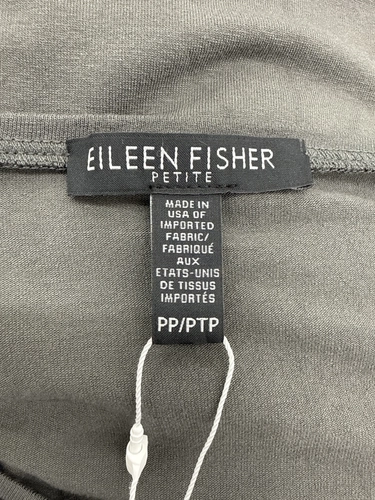 EILEEN FISHER
PETITE
MADE IN
USA OF
IMPORTED
FABRIC/
FABRIQUÉ
AUX
ETATS-UNIS
DE TISSUS
IMPORTÉS
PP/PTP